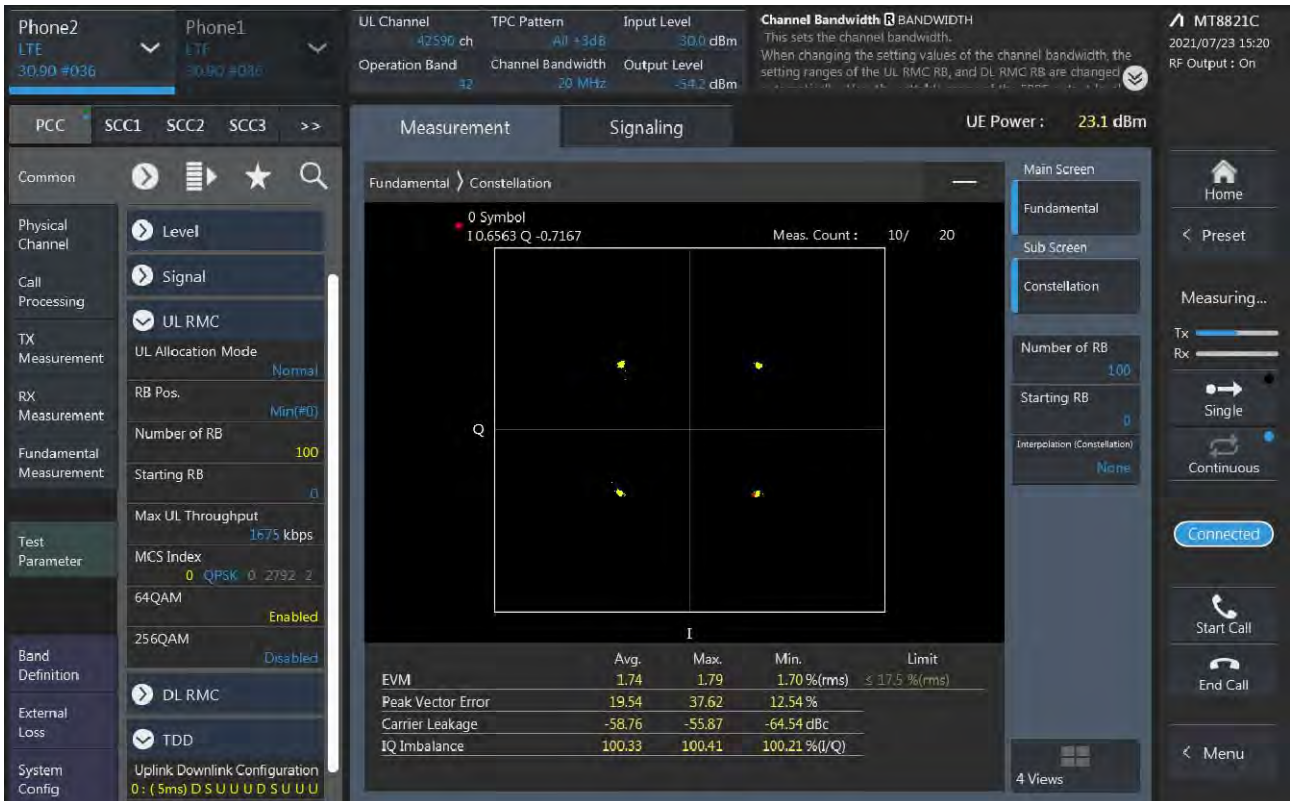 Phone2
LTE
30.90 #036
Phone1
LTE
30.90 #036
UL Channel
42590 ch
TPC Pattern
All +3dB
Input Level
30.0 dBm
Operation Band
42
Channel Bandwidth
20 MHz
Output Level
-54.2 dBm
Channel Bandwidth R BANDWIDTH
This sets the channel bandwidth.
When changing the setting values of the channel bandwidth, the
setting ranges of the UL RMC RB, and DL RMC RB are changed
MT8821C
2021/07/23 15:20
RF Output : On
PCC SCC1 SCC2 SCC3 >>
Measurement
Signaling
UE Power : 23.1 dBm
Common
Physical
Channel
Call
Processing
TX
Measurement
RX
Measurement
Fundamental
Measurement
Test
Parameter
Band
Definition
External
Loss
System
Config
Level
Signal
UL RMC
UL Allocation Mode
Normal
RB Pos.
Min(#0)
Number of RB
100
Starting RB
0
Max UL Throughput
1675 kbps
MCS Index
0 QPSK 0 2792 2
64QAM
Enabled
256QAM
Disabled
DL RMC
TDD
Uplink Downlink Configuration
0 : ( 5ms) D S U U U D S U U U
Fundamental 〉 Constellation
0 Symbol
I 0.6563 Q -0.7167
Meas. Count : 10/ 20
Q
I
Avg. Max. Min. Limit
EVM 1.74 1.79 1.70 %(rms) ≤ 17.5 %(rms)
Peak Vector Error 19.54 37.62 12.54 %
Carrier Leakage -58.76 -55.87 -64.54 dBc
IQ Imbalance 100.33 100.41 100.21 %(I/Q)
Main Screen
Fundamental
Sub Screen
Constellation
Number of RB
100
Starting RB
0
Interpolation (Constellation)
None
4 Views
Home
< Preset
Measuring...
Tx
Rx
Single
Continuous
Connected
Start Call
End Call
< Menu